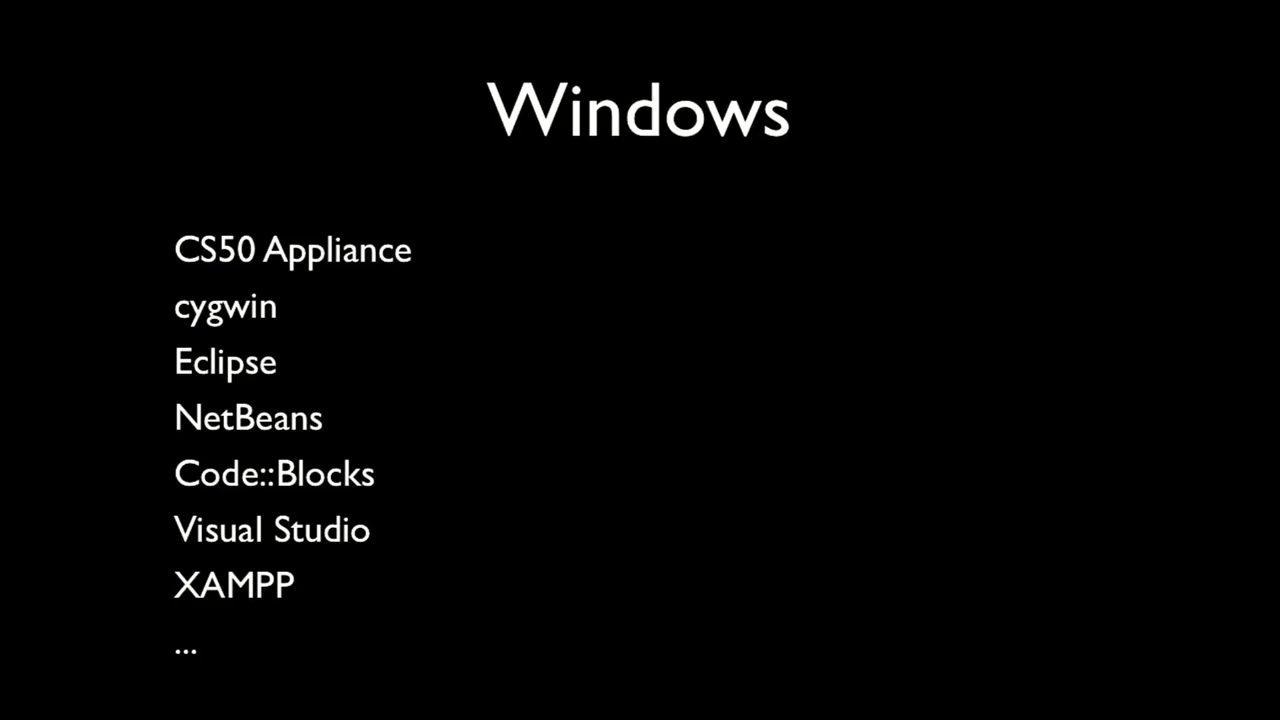 Windows
CS50 Appliance
cygwin
Eclipse
NetBeans
Code::Blocks
Visual Studio
XAMPP
...